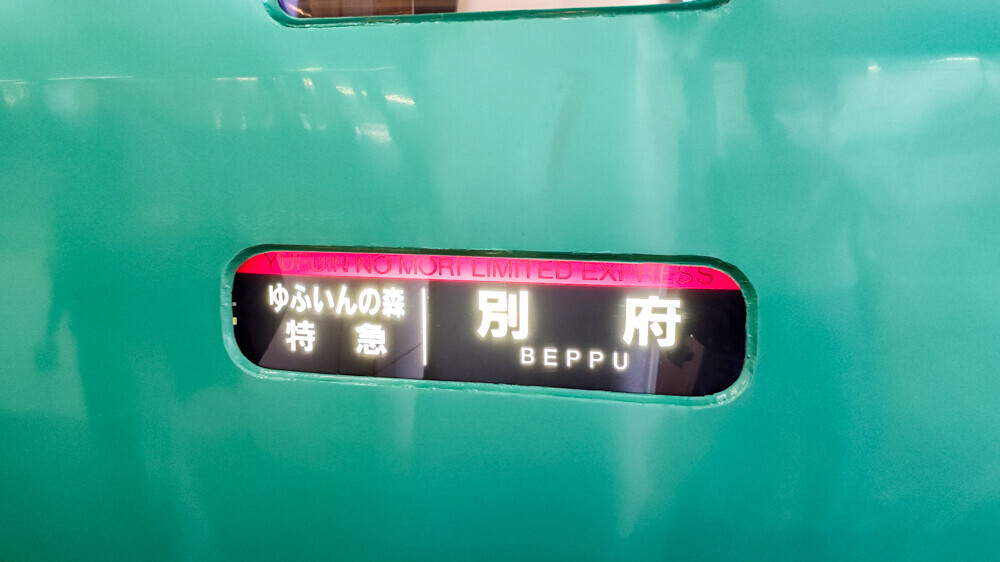 YUFUIN NO MORI LIMITED EXPRESS
ゆふいんの森
特 急
別 府
BEPPU